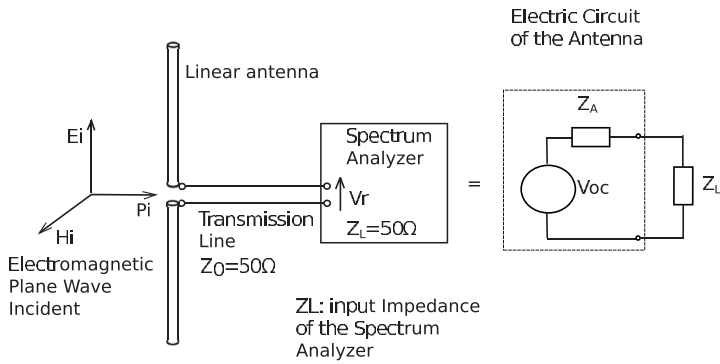 Electric Circuit
of the Antenna
Linear antenna
Ei
Pi
Hi
Electromagnetic
Plane Wave
Incident
Transmission
Line
Z0=50Ω
Spectrum
Analyzer
Vr
ZL=50Ω
=
ZA
Voc
ZL
ZL: input Impedance
of the Spectrum
Analyzer